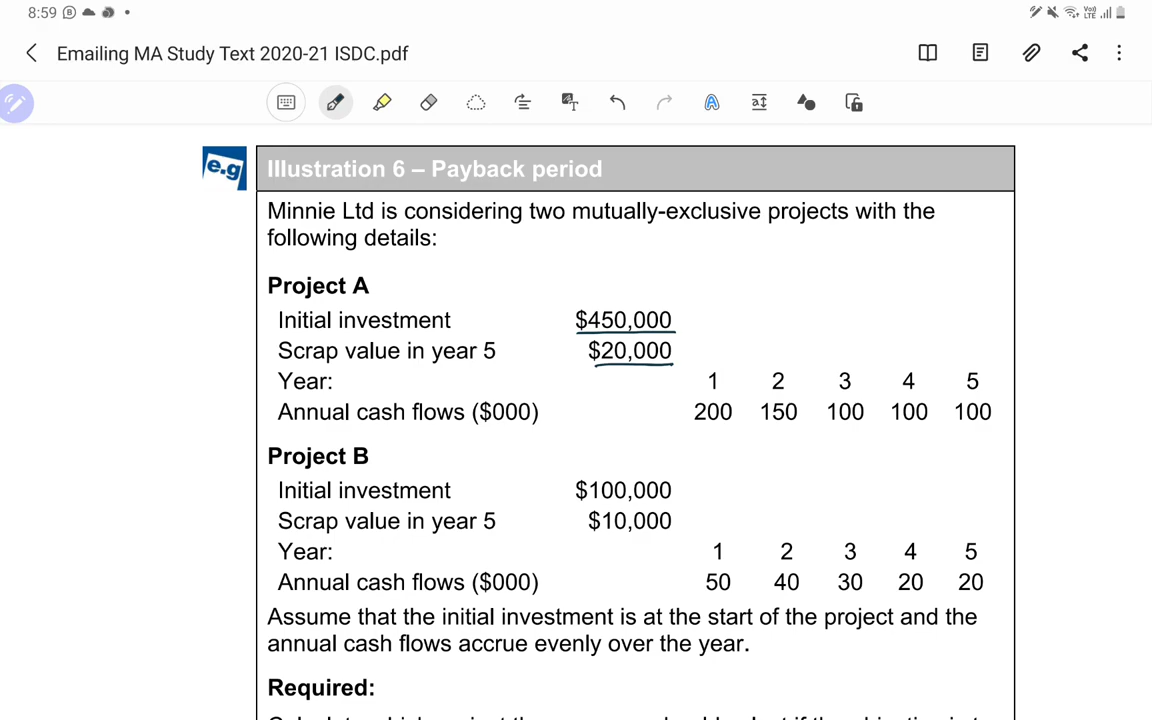 8:59
Emailing MA Study Text 2020-21 ISDC.pdf
e.g Illustration 6 – Payback period
Minnie Ltd is considering two mutually-exclusive projects with the
following details:
Project A
Initial investment $450,000
Scrap value in year 5 $20,000
Year: 1 2 3 4 5
Annual cash flows ($000) 200 150 100 100 100
Project B
Initial investment $100,000
Scrap value in year 5 $10,000
Year: 1 2 3 4 5
Annual cash flows ($000) 50 40 30 20 20
Assume that the initial investment is at the start of the project and the
annual cash flows accrue evenly over the year.
Required: